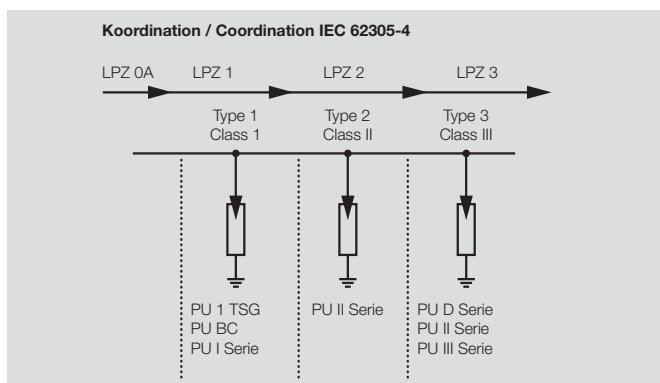 Koordination / Coordination IEC 62305-4
LPZ 0A LPZ 1 LPZ 2 LPZ 3
Type 1 Type 2 Type 3
Class 1 Class II Class III
PU 1 TSG PU II Serie PU D Serie
PU BC PU II Serie
PU I Serie PU III Serie